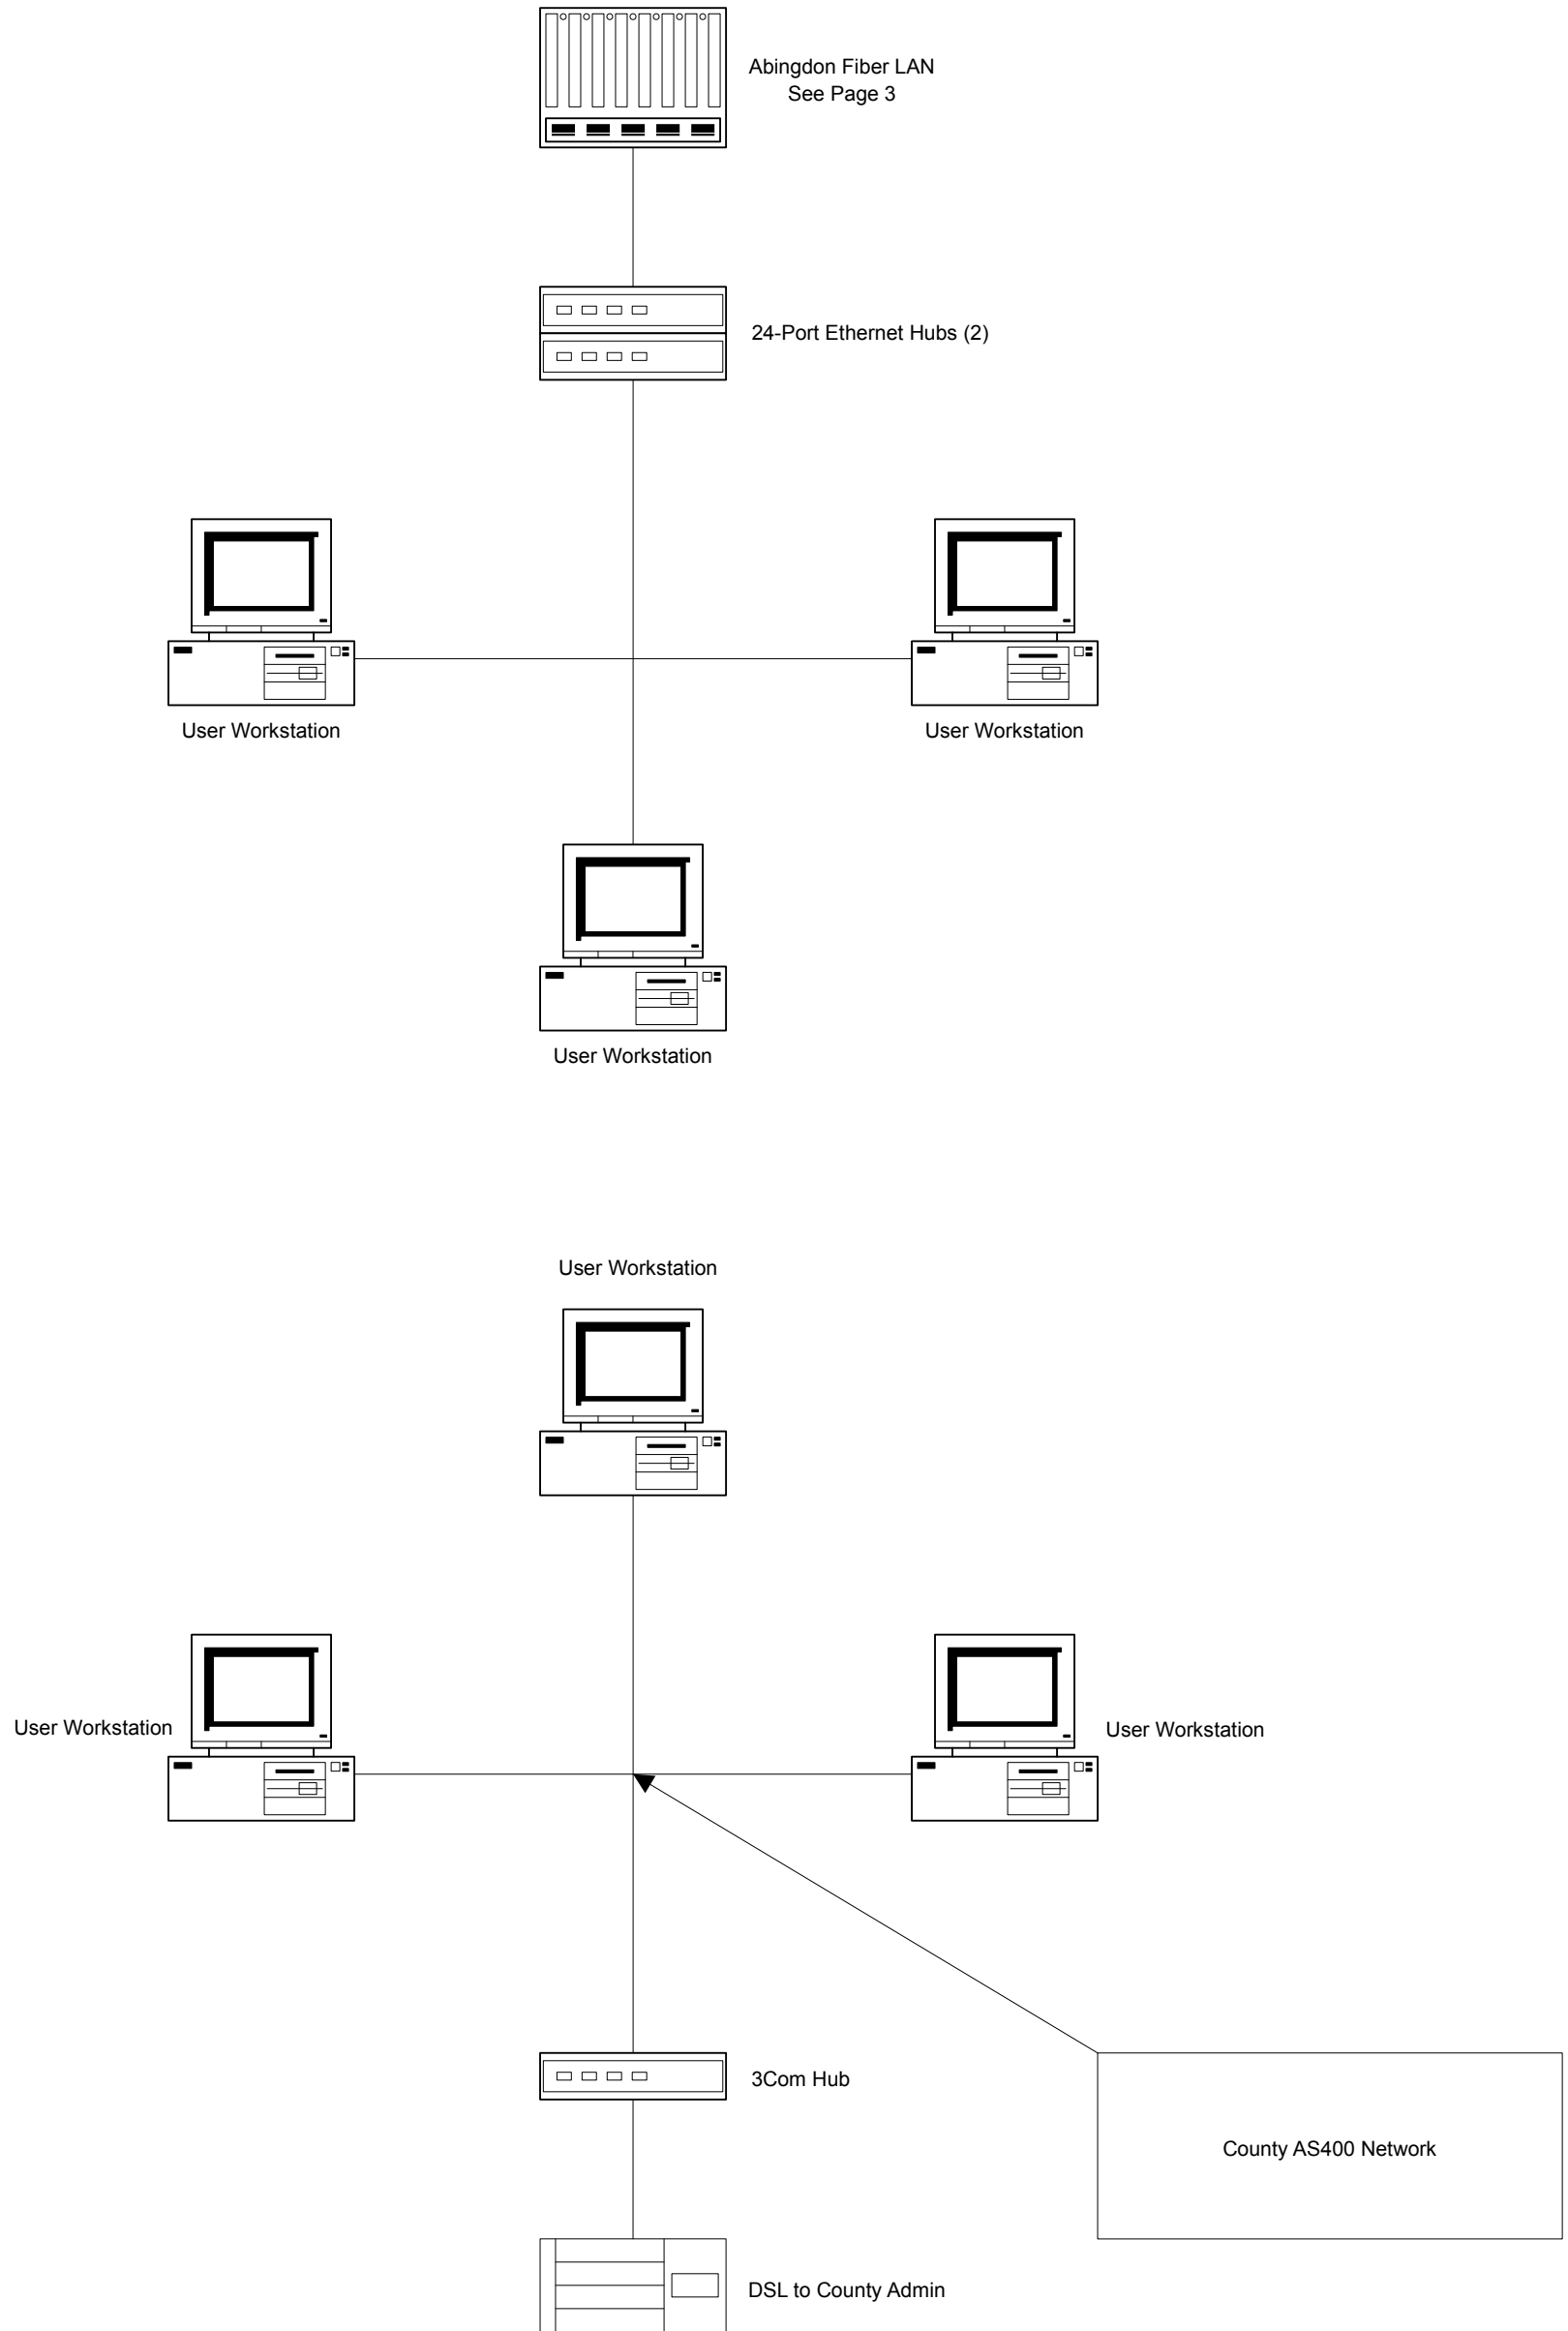 Abingdon Fiber LAN
See Page 3
24-Port Ethernet Hubs (2)
User Workstation
User Workstation
User Workstation
User Workstation
User Workstation
User Workstation
3Com Hub
County AS400 Network
DSL to County Admin